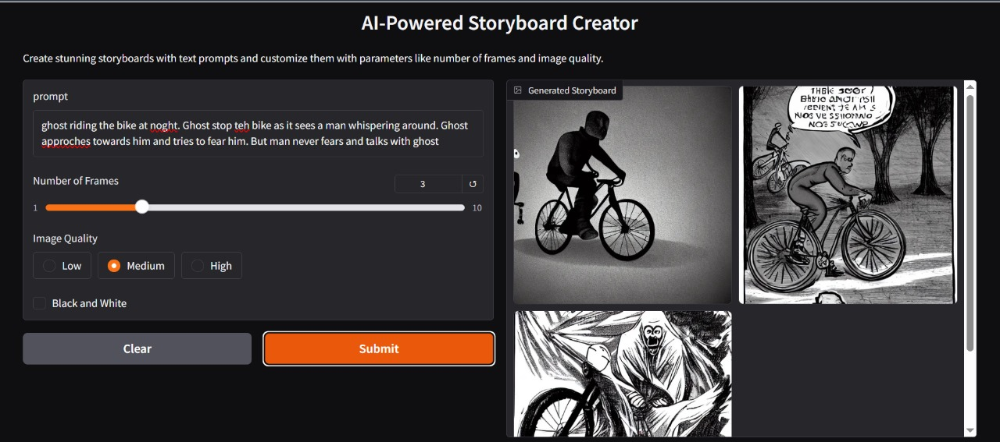 AI-Powered Storyboard Creator
Create stunning storyboards with text prompts and customize them with parameters like number of frames and image quality.
prompt
ghost riding the bike at noght. Ghost stop teh bike as it sees a man whispering around. Ghost
approches towards him and tries to fear him. But man never fears and talks with ghost
Number of Frames
3
1
10
Image Quality
Low
Medium
High
Black and White
Clear
Submit
Generated Storyboard